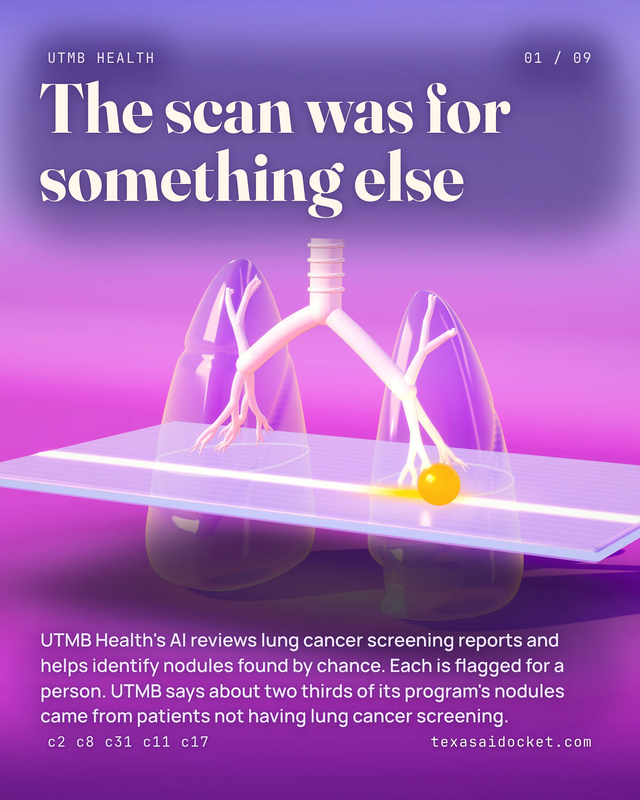 UTMB HEALTH
01 / 09
The scan was for
something else
UTMB Health's AI reviews lung cancer screening reports and
helps identify nodules found by chance. Each is flagged for a
person. UTMB says about two thirds of its program's nodules
came from patients not having lung cancer screening.
c2 c8 c31 c11 c17
texasaidocket.com